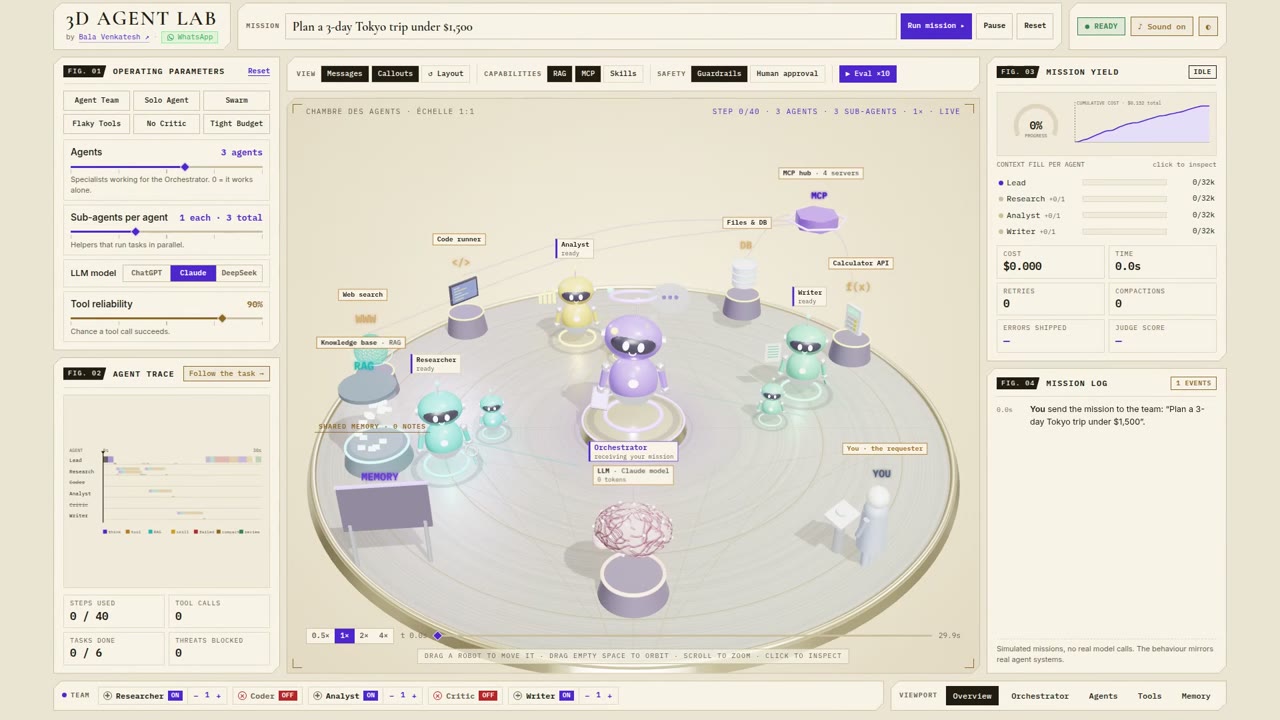 3D AGENT LAB
by Bala Venkatesh ↗ · WhatsApp
MISSION Plan a 3-day Tokyo trip under $1,500 Run mission ▸ Pause Reset
● READY ♪ Sound on ◐
FIG. 01 OPERATING PARAMETERS Reset
Agent Team Solo Agent Swarm
Flaky Tools No Critic Tight Budget
Agents 3 agents
Specialists working for the Orchestrator. 0 = it works
alone.
Sub-agents per agent 1 each · 3 total
Helpers that run tasks in parallel.
LLM model ChatGPT Claude DeepSeek
Tool reliability 90%
Chance a tool call succeeds.
FIG. 02 AGENT TRACE Follow the task →
AGENT
Lead
Research
Coder
Analyst
Critic
Writer
STEPS USED
0 / 40
TOOL CALLS
0
TASKS DONE
0 / 6
THREATS BLOCKED
0
VIEW Messages Callouts ↺ Layout CAPABILITIES RAG MCP Skills SAFETY Guardrails Human approval ▶ Eval ×10
CHAMBRE DES AGENTS · ÉCHELLE 1:1
STEP 0/40 · 3 AGENTS · 3 SUB-AGENTS · 1× · LIVE
MCP hub · 4 servers
MCP
Files & DB
DB
Code runner
</>
Analyst
ready
Calculator API
f(x)
Web search
WWW
Writer
ready
Knowledge base · RAG
RAG
Researcher
ready
SHARED MEMORY · 0 NOTES
MEMORY
Orchestrator
receiving your mission
LLM · Claude model
0 tokens
You · the requester
YOU
0.5× 1× 2× 4× t 0.0s 29.9s
DRAG A ROBOT TO MOVE IT · DRAG EMPTY SPACE TO ORBIT · SCROLL TO ZOOM · CLICK TO INSPECT
FIG. 03 MISSION YIELD IDLE
0%
PROGRESS
CUMULATIVE COST · $0.132 total
CONTEXT FILL PER AGENT click to inspect
Lead 0/32k
Research +0/1 0/32k
Analyst +0/1 0/32k
Writer +0/1 0/32k
COST
$0.000
TIME
0.0s
RETRIES
0
COMPACTIONS
0
ERRORS SHIPPED
—
JUDGE SCORE
—
FIG. 04 MISSION LOG 1 EVENTS
0.0s You send the mission to the team: “Plan a 3-
day Tokyo trip under $1,500”.
Simulated missions, no real model calls. The behaviour mirrors
real agent systems.
● TEAM Researcher ON − 1 + Coder OFF Analyst ON − 1 + Critic OFF Writer ON − 1 +
VIEWPORT Overview Orchestrator Agents Tools Memory